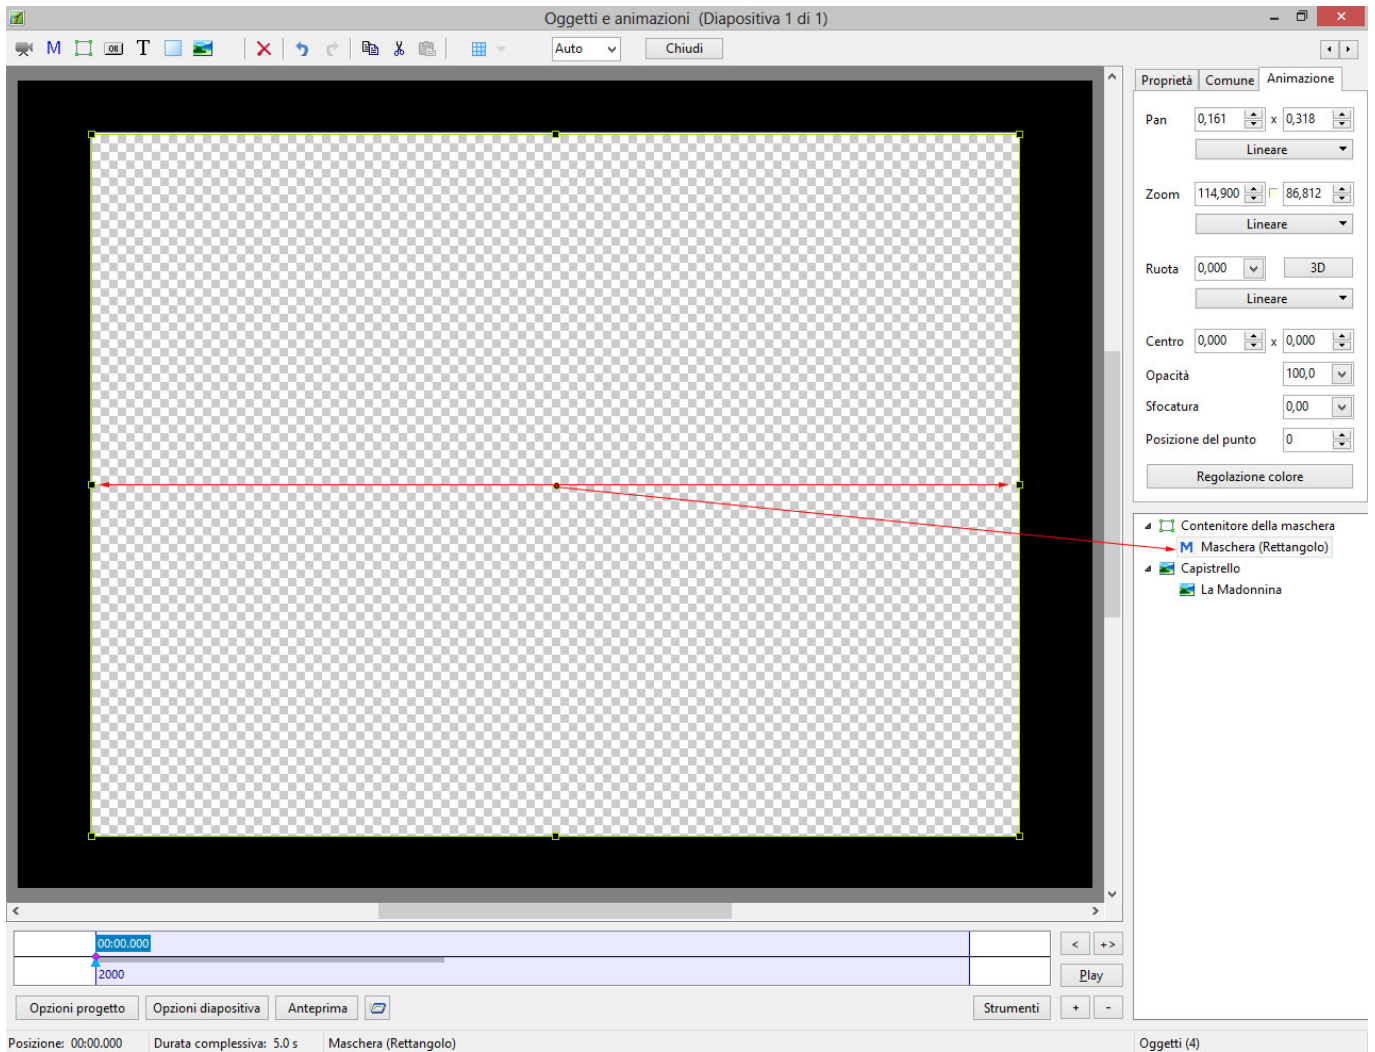 Oggetti e animazioni (Diapositiva 1 di 1)
M OK T Auto Chiudi
Proprietà Comune Animazione
Pan 0,161 x 0,318
Lineare
Zoom 114,900 86,812
Lineare
Ruota 0,000 3D
Lineare
Centro 0,000 x 0,000
Opacità 100,0
Sfocatura 0,00
Posizione del punto 0
Regolazione colore
Contenitore della maschera
M Maschera (Rettangolo)
Capistrello
La Madonnina
00:00.000 < +>
2000 Play
Opzioni progetto Opzioni diapositiva Anteprima Strumenti + -
Posizione: 00:00.000 Durata complessiva: 5.0 s Maschera (Rettangolo) Oggetti (4)